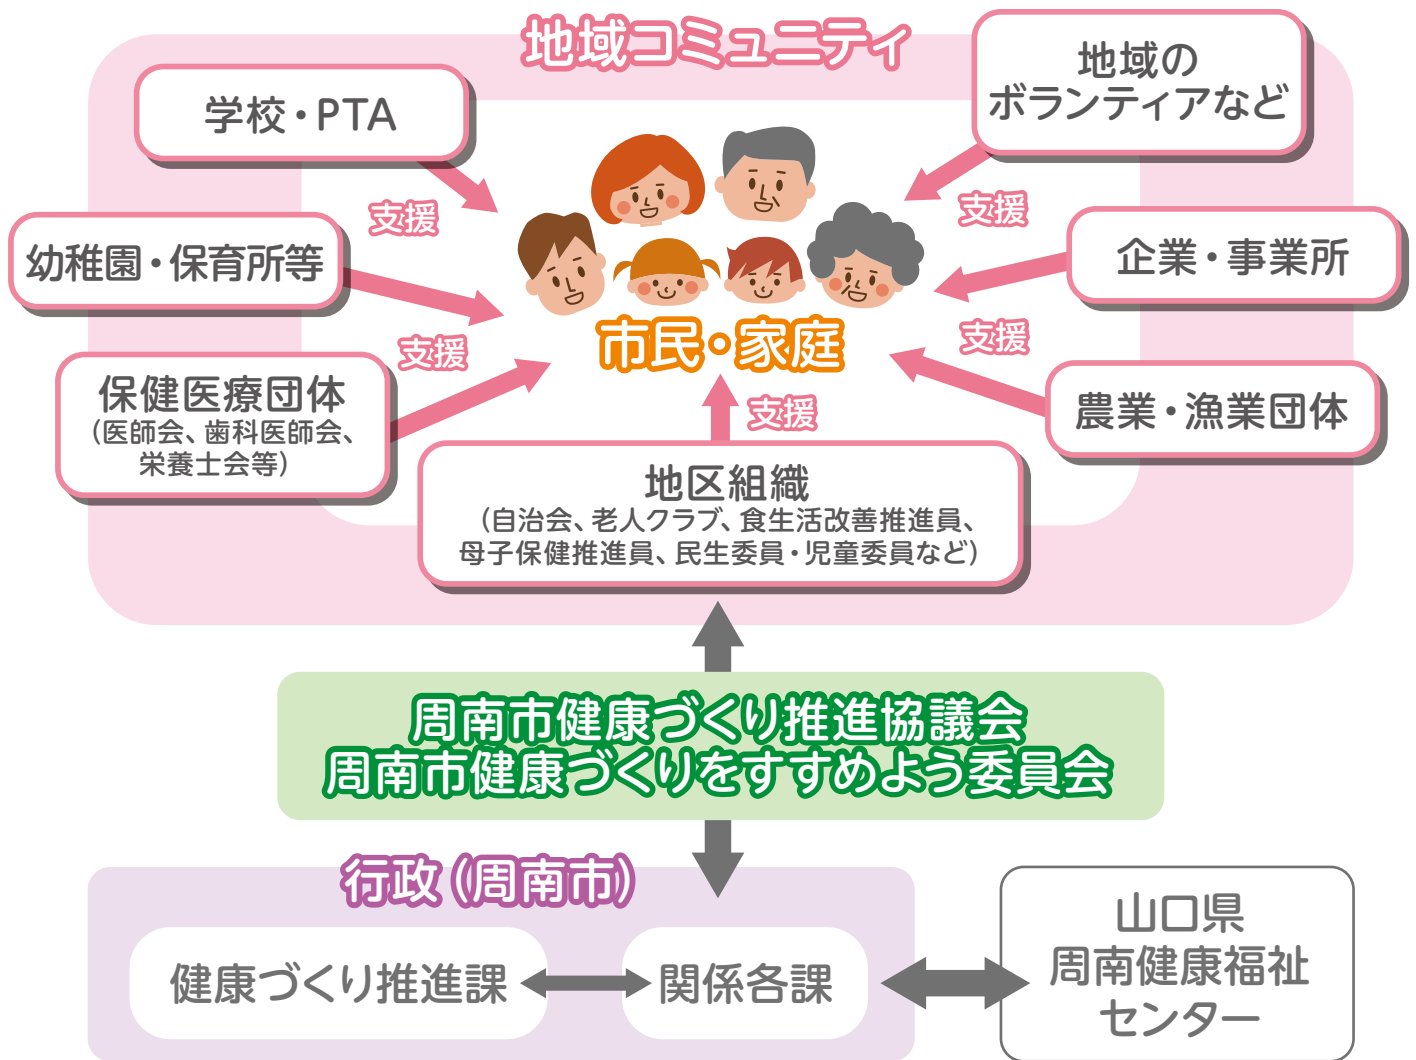 地域コミュニティ
学校・PTA
地域の
ボランティアなど
支援
支援
幼稚園・保育所等
企業・事業所
支援
支援
市民・家庭
保健医療団体
（医師会、歯科医師会、
栄養士会等）
農業・漁業団体
支援
地区組織
（自治会、老人クラブ、食生活改善推進員、
母子保健推進員、民生委員・児童委員など）
周南市健康づくり推進協議会
周南市健康づくりをすすめよう委員会
行政（周南市）
健康づくり推進課
関係各課
山口県
周南健康福祉
センター